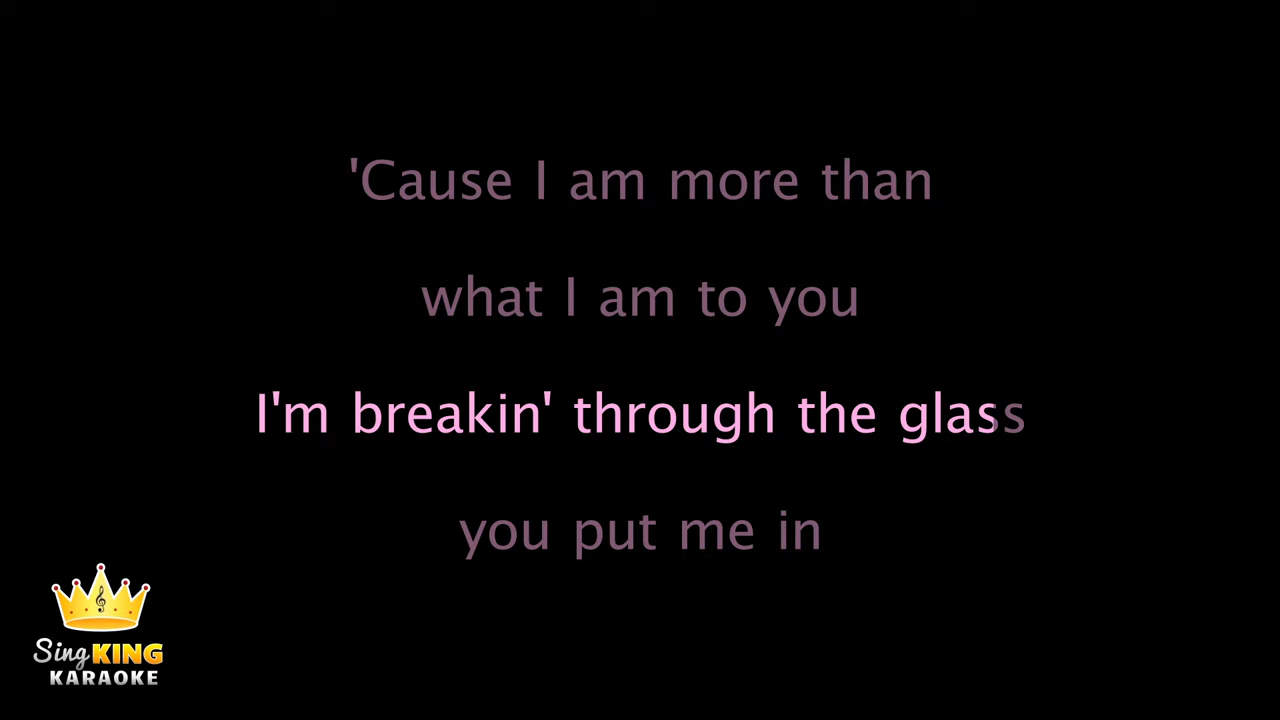 'Cause I am more than
what I am to you
I'm breakin' through the glass
you put me in
Sing KING
KARAOKE